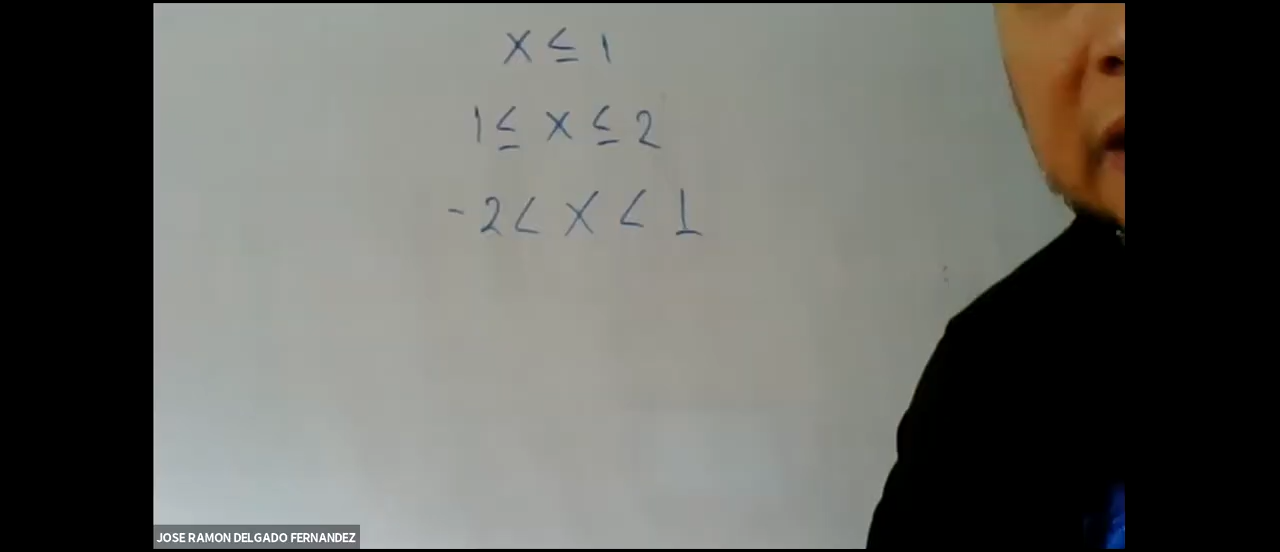 x ≤ 1
1 ≤ x ≤ 2
-2 < x < 1
JOSE RAMON DELGADO FERNANDEZ